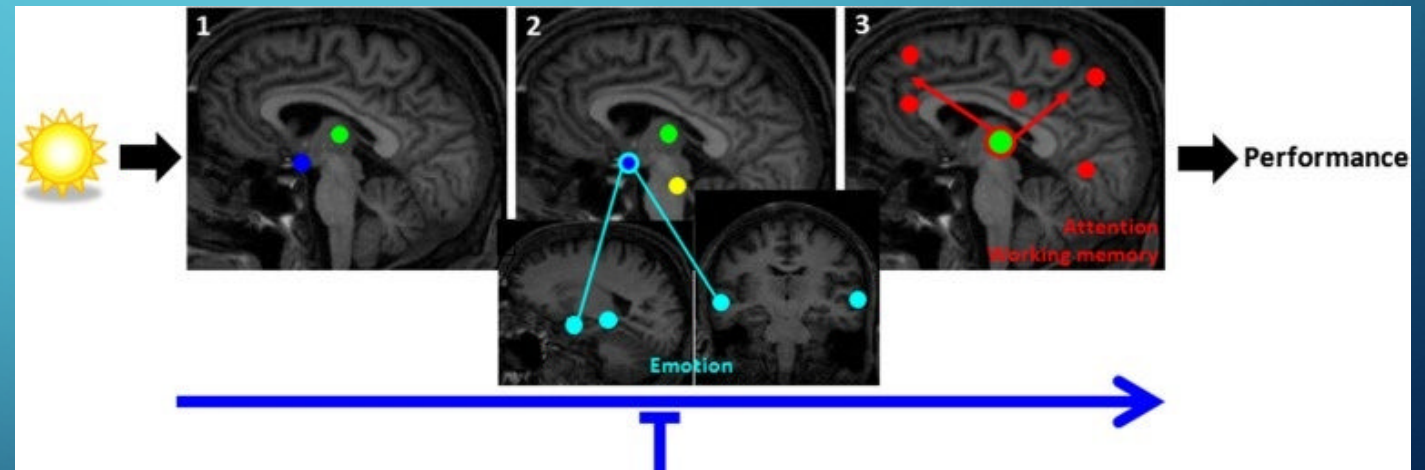 1
2
3
Performance
Attention
Working memory
Emotion